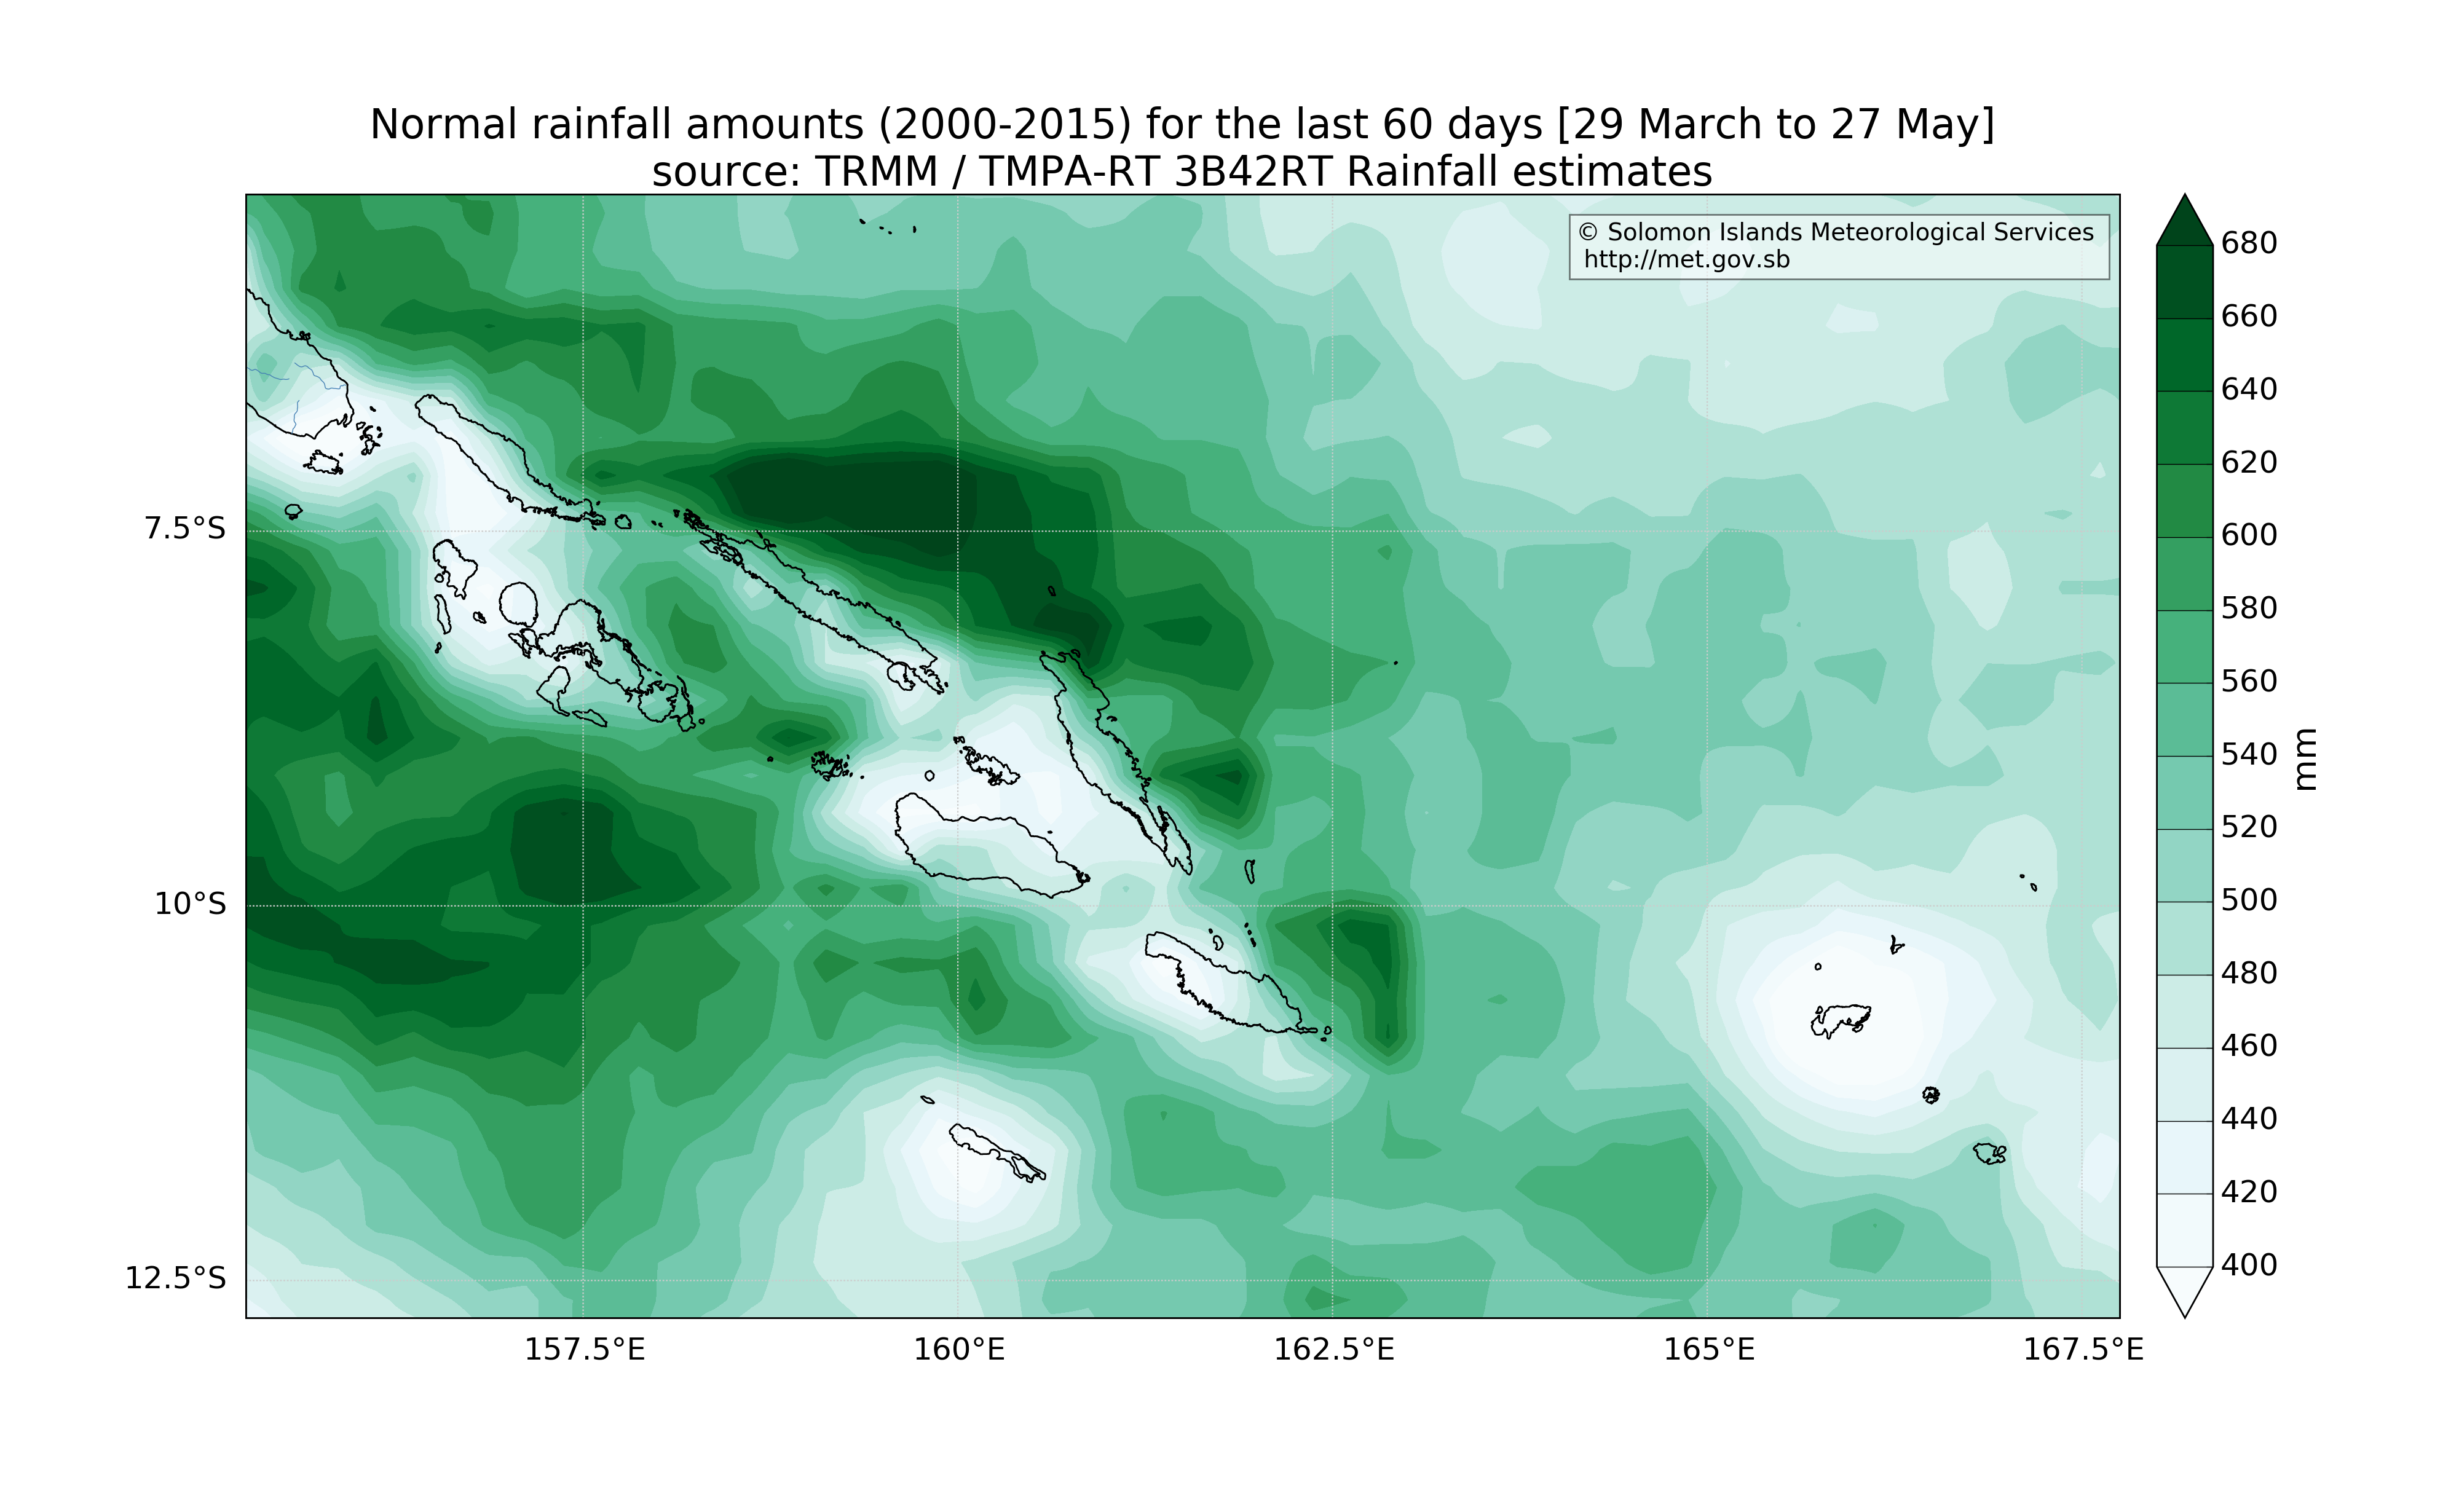 Normal rainfall amounts (2000-2015) for the last 60 days [29 March to 27 May]
source: TRMM / TMPA-RT 3B42RT Rainfall estimates
© Solomon Islands Meteorological Services
http://met.gov.sb
7.5°S
10°S
12.5°S
157.5°E
160°E
162.5°E
165°E
167.5°E
680
660
640
620
600
580
560
540
520
500
480
460
440
420
400
mm